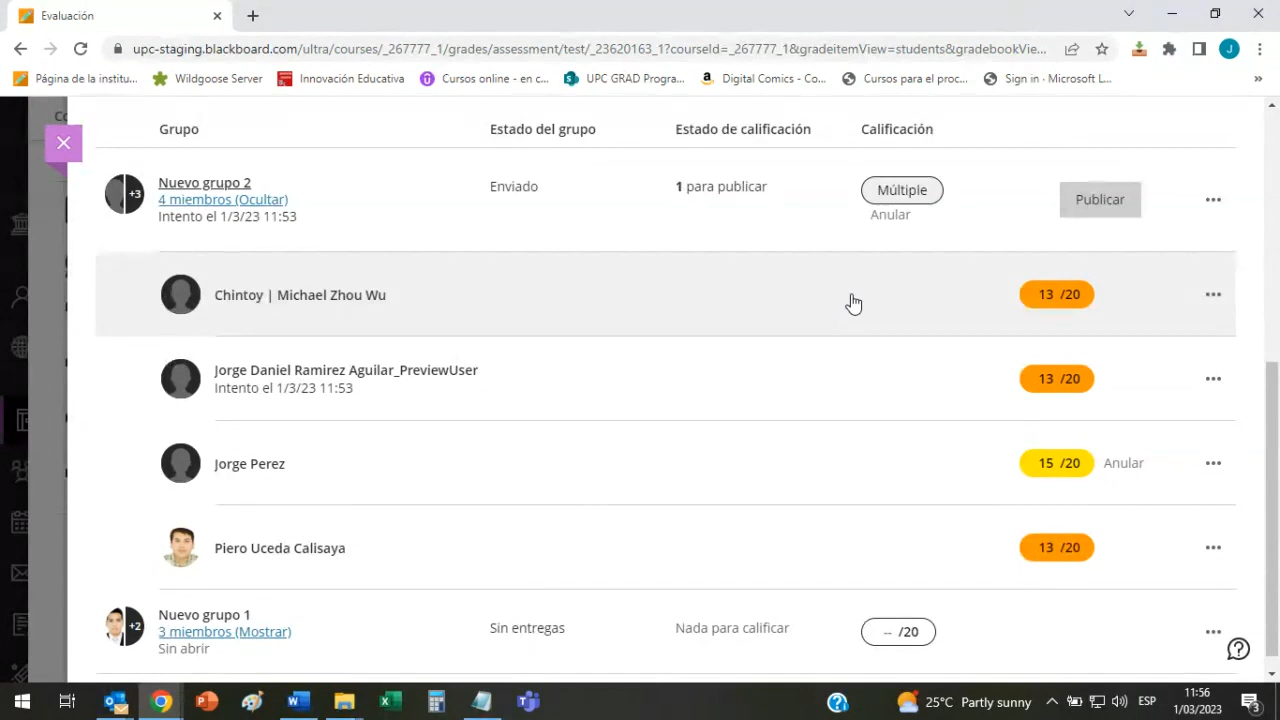 Evaluación
upc-staging.blackboard.com/ultra/courses/_267777_1/grades/assessment/test/_23620163_1?courseId=_267777_1&gradeitemView=students&gradebookVie...
J
Página de la institu...
Wildgoose Server
Innovación Educativa
Cursos online - en c...
UPC GRAD Progra...
Digital Comics - Co...
Cursos para el proc...
Sign in · Microsoft L...
»
Co
Grupo
Estado del grupo
Estado de calificación
Calificación
+3
Nuevo grupo 2
4 miembros (Ocultar)
Intento el 1/3/23 11:53
Enviado
1 para publicar
Múltiple
Anular
Publicar
Chintoy | Michael Zhou Wu
13 /20
Jorge Daniel Ramirez Aguilar_PreviewUser
Intento el 1/3/23 11:53
13 /20
Jorge Perez
15 /20
Anular
Piero Uceda Calisaya
13 /20
+2
Nuevo grupo 1
3 miembros (Mostrar)
Sin abrir
Sin entregas
Nada para calificar
-- /20
25°C Partly sunny
ESP
11:56
1/03/2023
3